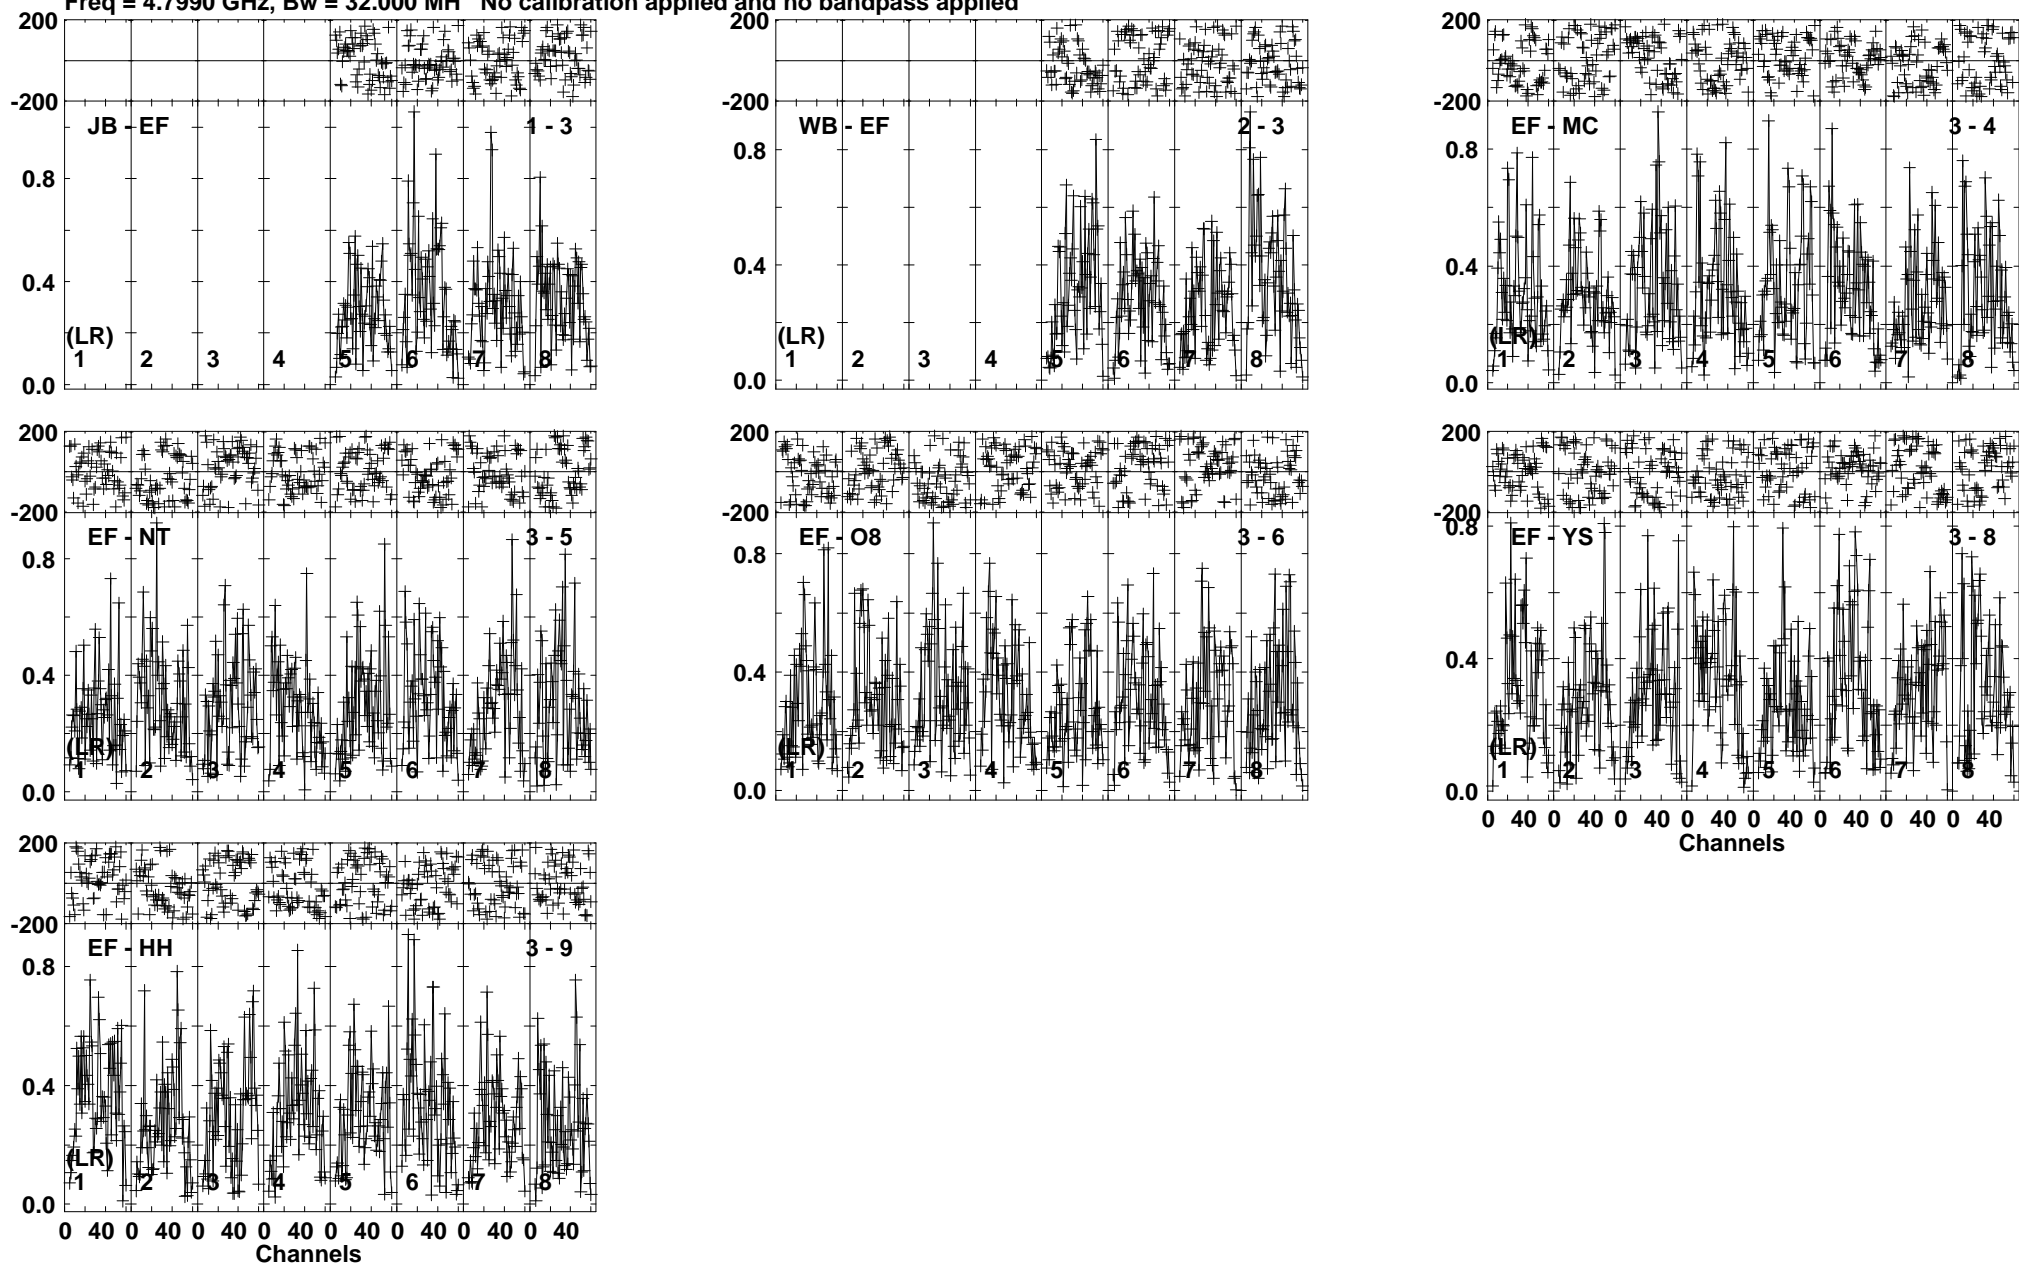 Freq = 4.7990 GHz, Bw = 32.000 MH No calibration applied and no bandpass applied
200
-200
JB - EF 1 - 3
0.8
0.4
(LR)
1 2 3 4 5 6 7 8
0.0
200
-200
WB - EF 2 - 3
0.8
0.4
(LR)
1 2 3 4 5 6 7 8
0.0
200
-200
EF - MC 3 - 4
0.8
0.4
(LR)
1 2 3 4 5 6 7 8
0.0
200
-200
EF - NT 3 - 5
0.8
0.4
(LR)
1 2 3 4 5 6 7 8
0.0
200
-200
EF - O8 3 - 6
0.8
0.4
(LR)
1 2 3 4 5 6 7 8
0.0
200
-200
0.8
EF - YS 3 - 8
0.4
(LR)
1 2 3 4 5 6 7 8
0.0
0 40 0 40 0 40 0 40 0 40 0 40 0 40 0 40
Channels
200
-200
EF - HH 3 - 9
0.8
0.4
(LR)
1 2 3 4 5 6 7 8
0.0
0 40 0 40 0 40 0 40 0 40 0 40 0 40 0 40
Channels